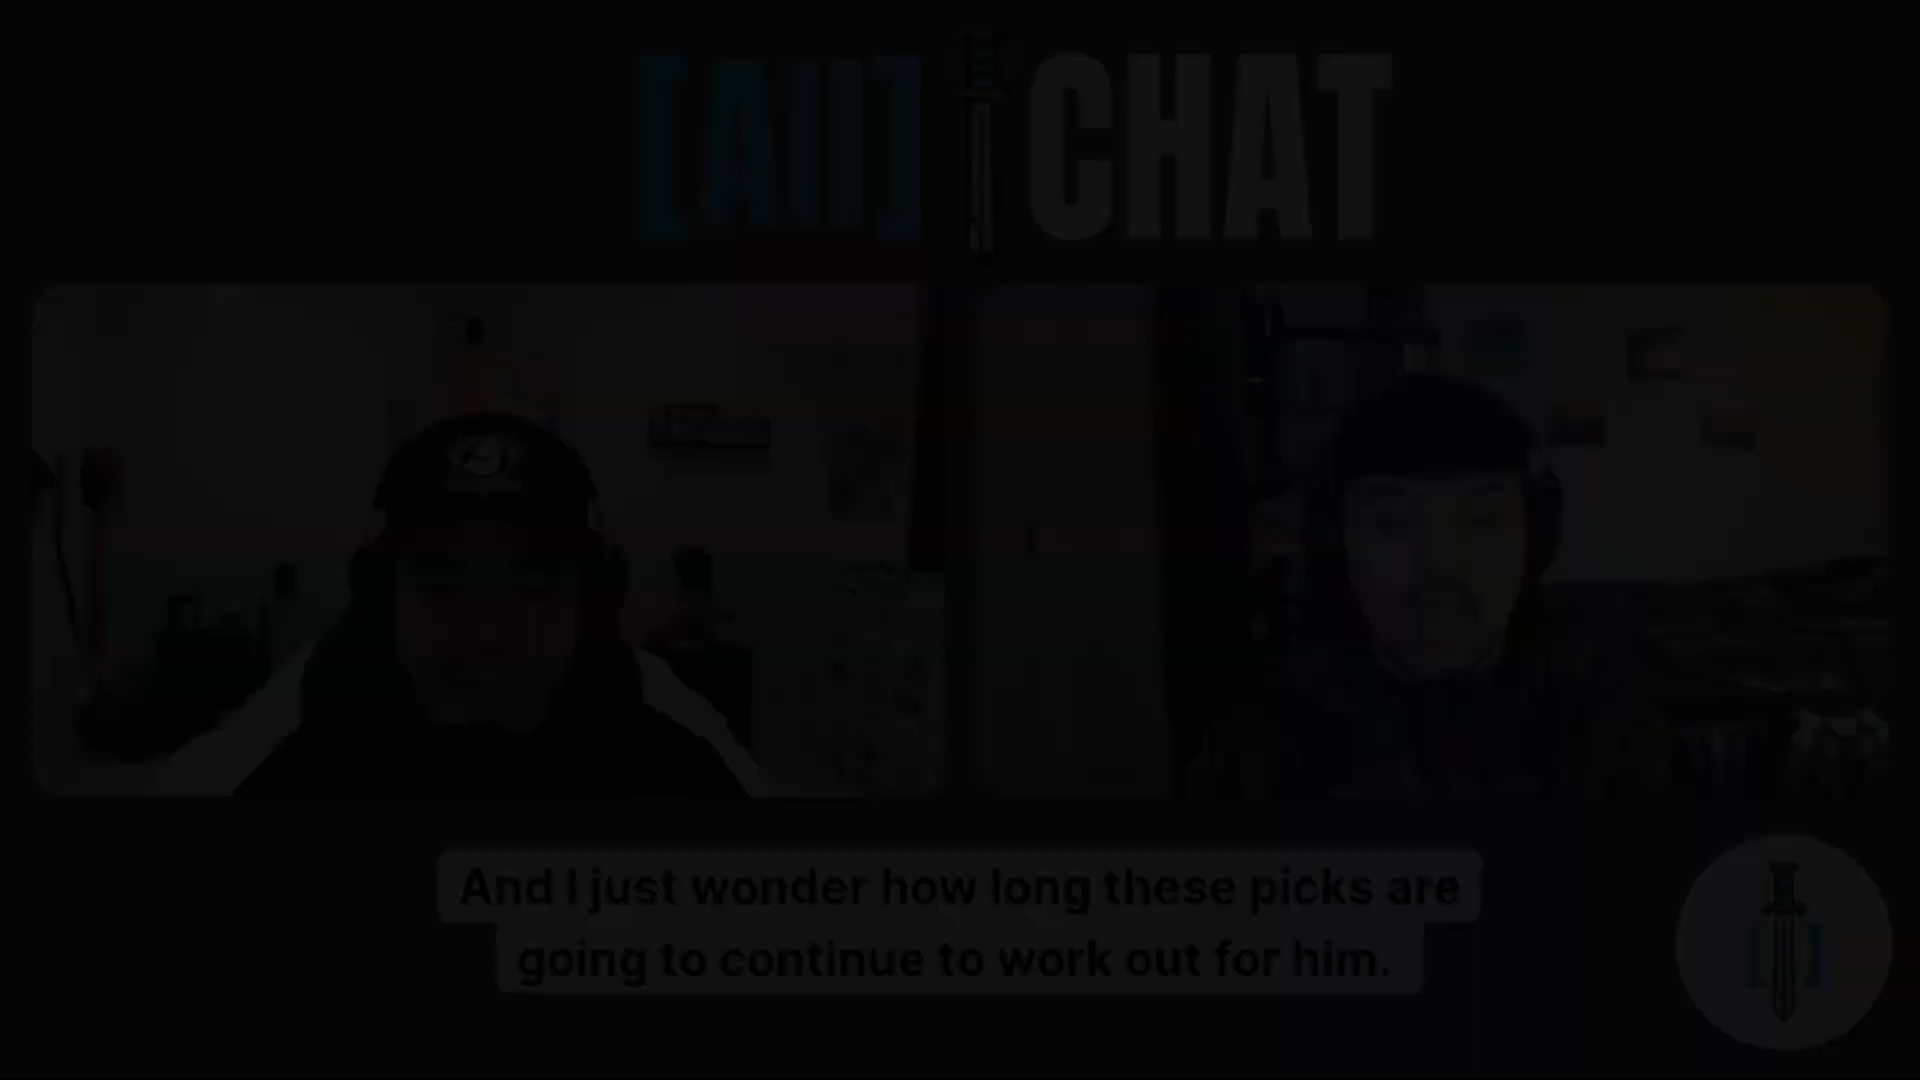 [All] CHAT
And I just wonder how long these picks are
going to continue to work out for him.